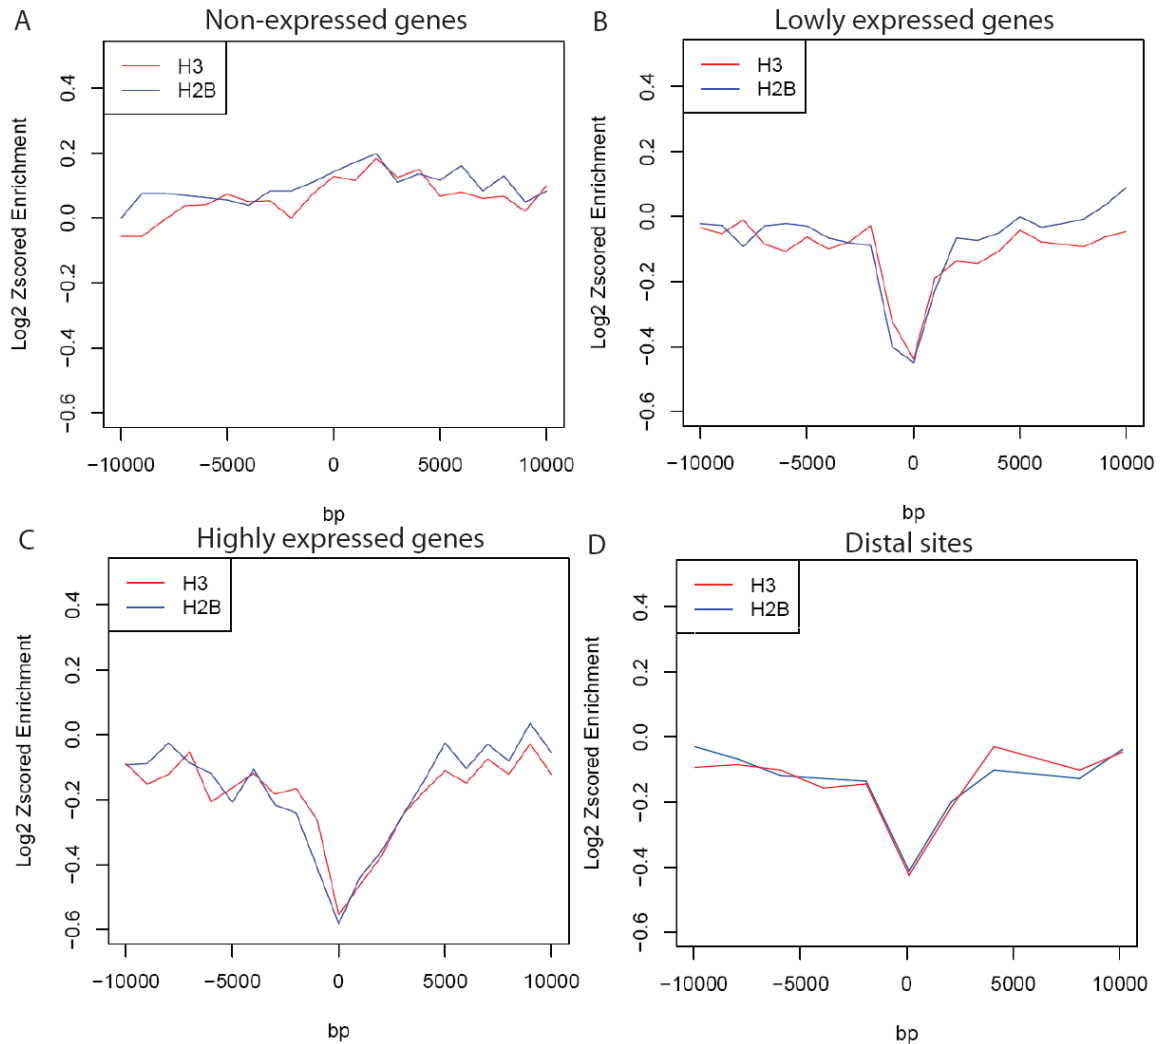 A
Non-expressed genes
H3
H2B
Log2 Zscored Enrichment
0.4
0.2
0.0
−0.2
−0.4
−0.6
−10000
−5000
0
5000
10000
bp
B
Lowly expressed genes
H3
H2B
Log2 Zscored Enrichment
0.4
0.2
0.0
−0.2
−0.4
−0.6
−10000
−5000
0
5000
10000
bp
C
Highly expressed genes
H3
H2B
Log2 Zscored Enrichment
0.4
0.2
0.0
−0.2
−0.4
−0.6
−10000
−5000
0
5000
10000
bp
D
Distal sites
H3
H2B
Log2 Zscored Enrichment
0.4
0.2
0.0
−0.2
−0.4
−0.6
−10000
−5000
0
5000
10000
bp